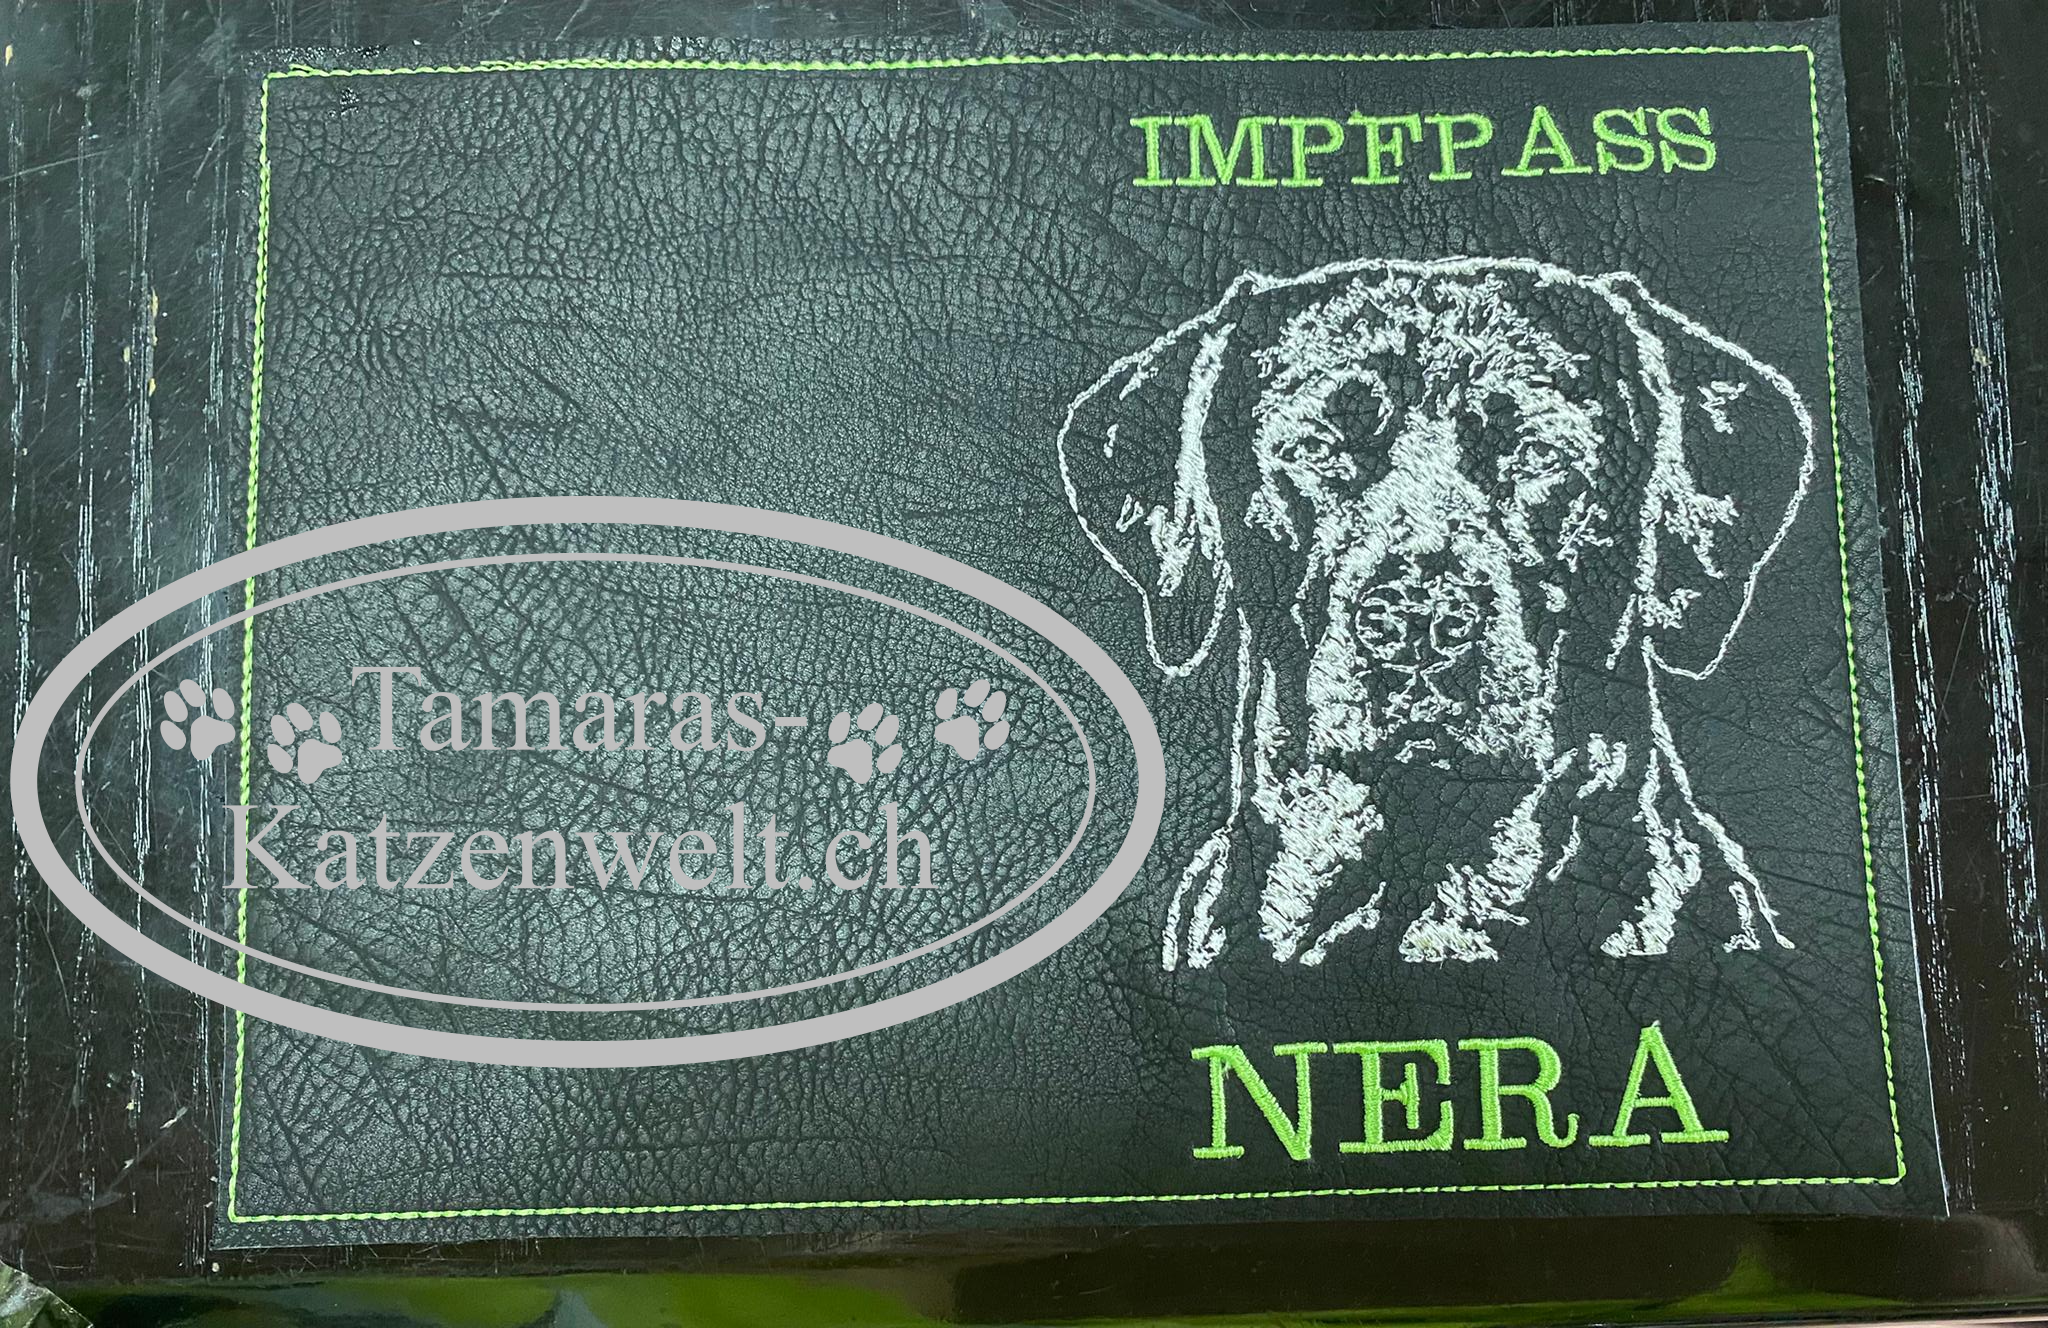 IMPFPASS
Tamaras-
Katzenwelt.ch
NERA